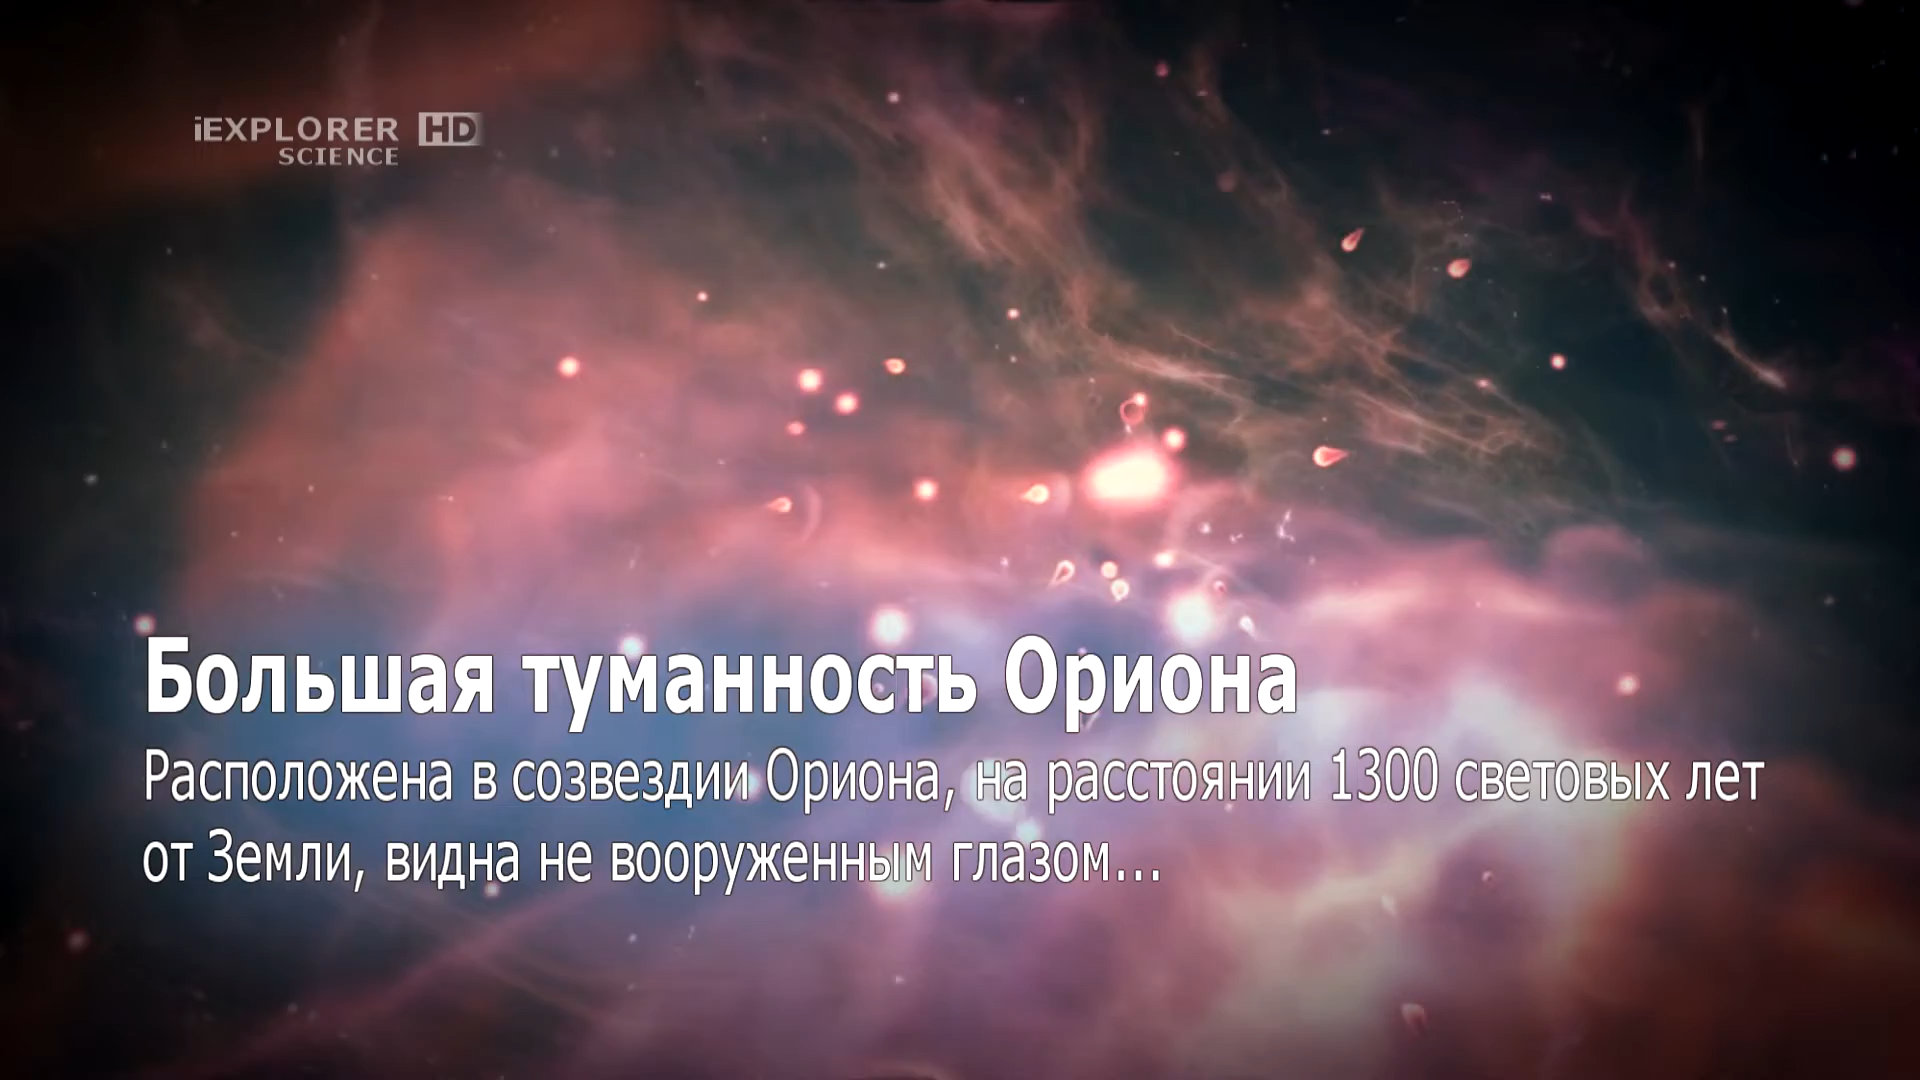 iEXPLORER HD
SCIENCE
Большая туманность Ориона
Расположена в созвездии Ориона, на расстоянии 1300 световых лет
от Земли, видна не вооруженным глазом...